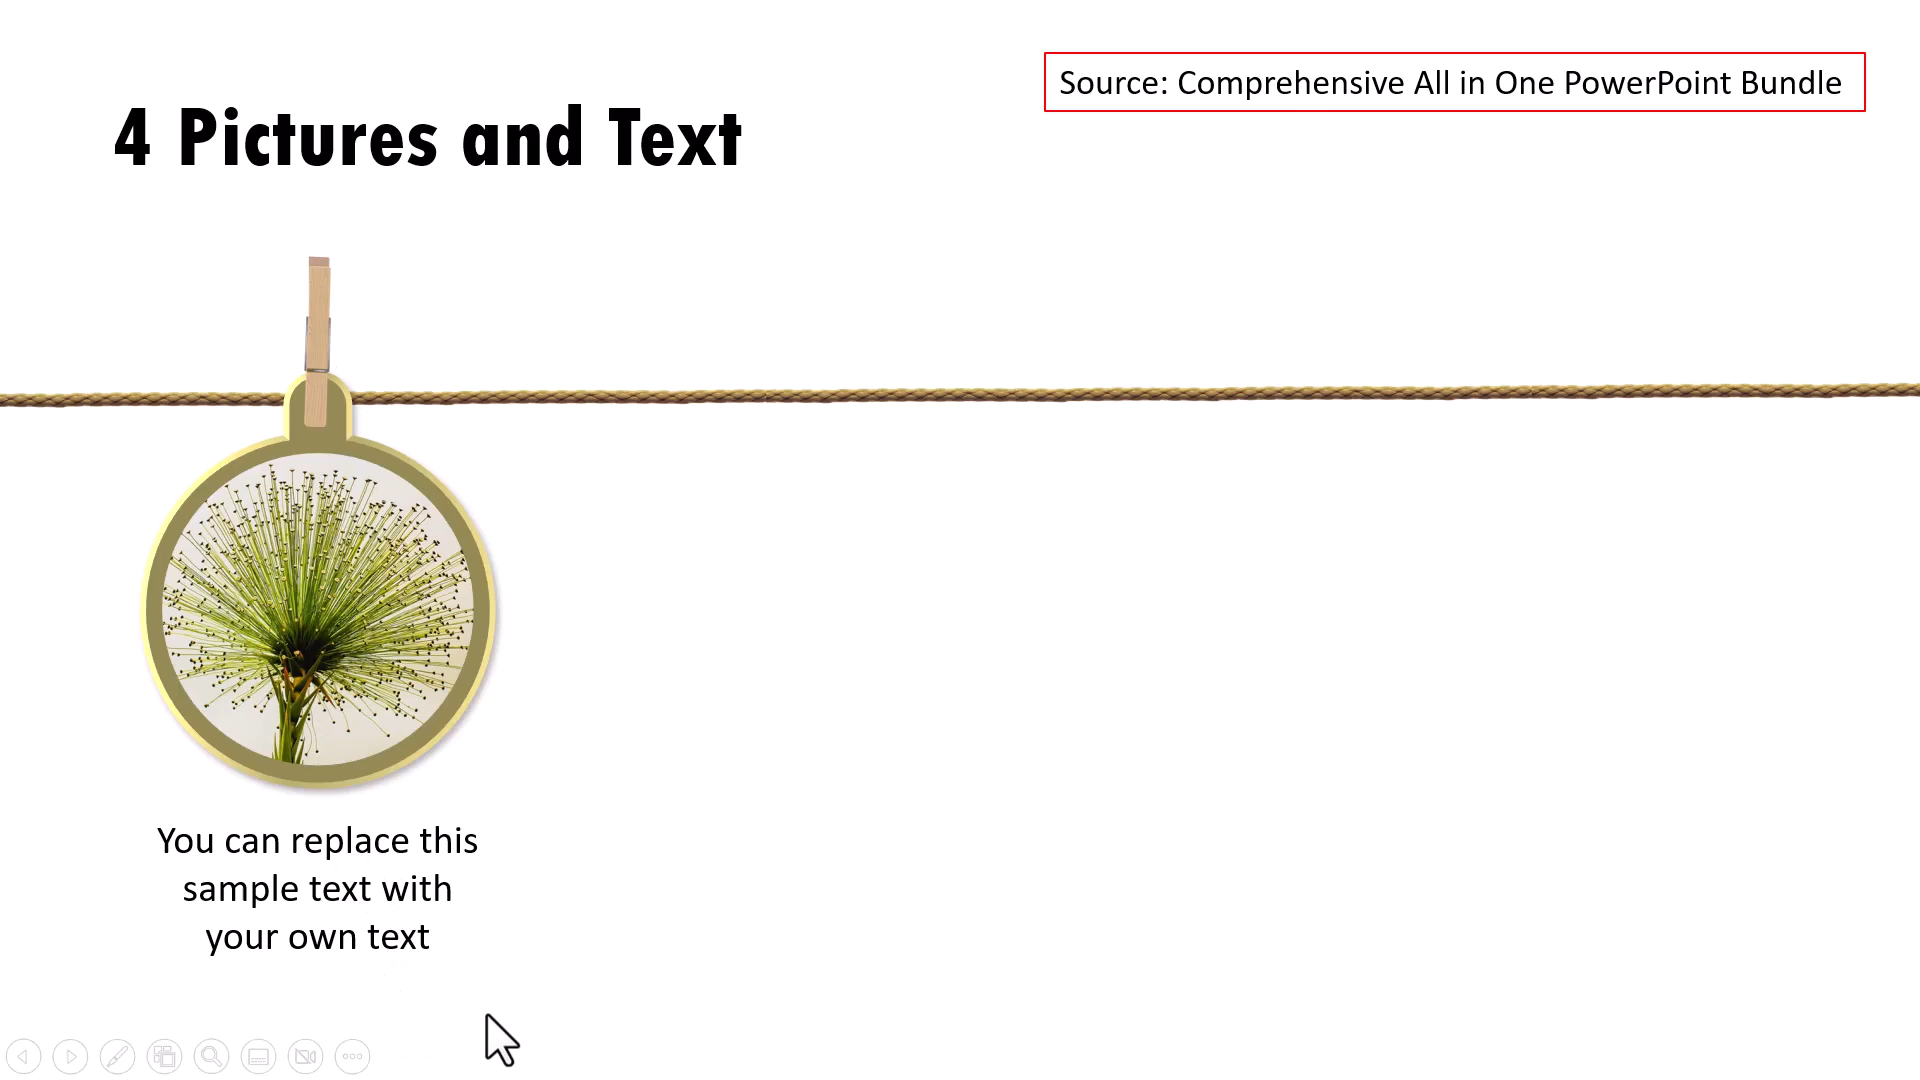 Source: Comprehensive All in One PowerPoint Bundle
4 Pictures and Text
You can replace this
sample text with
your own text